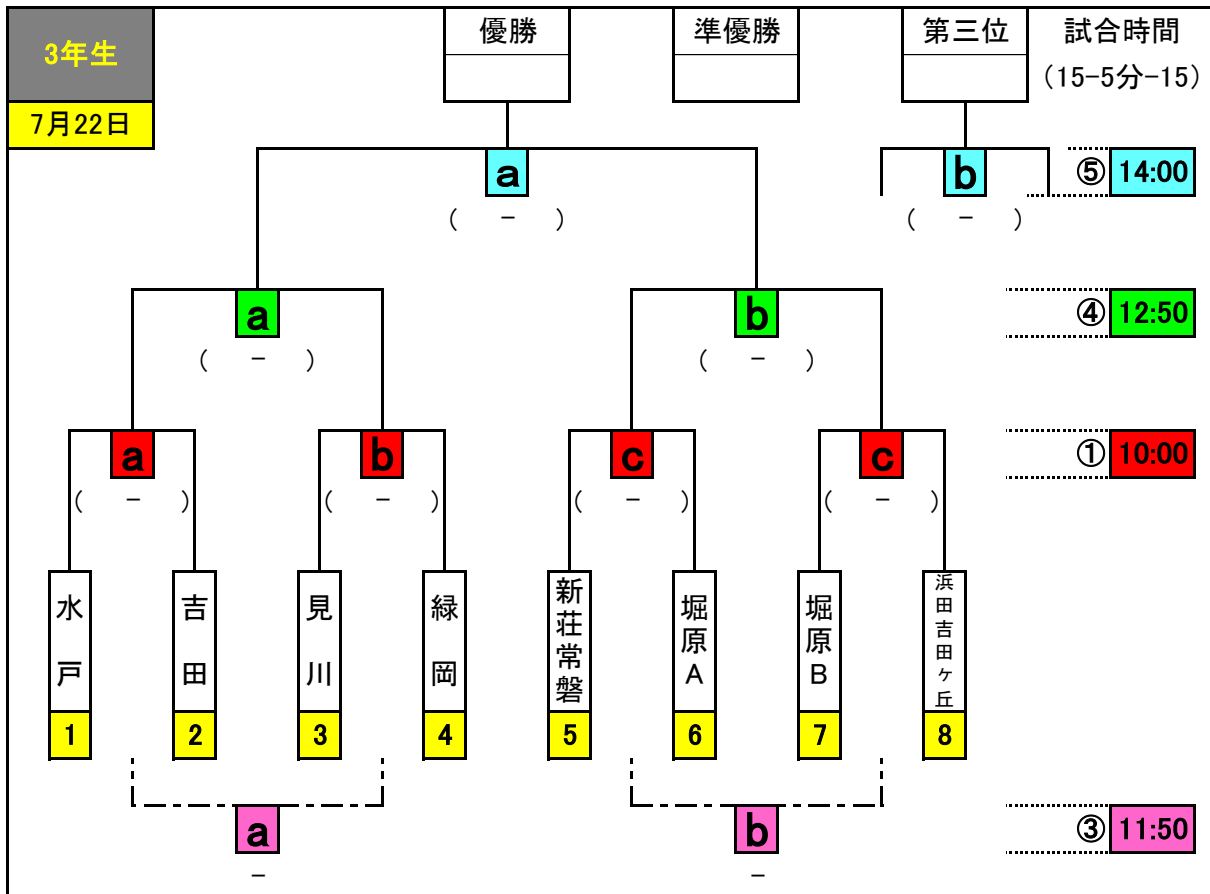 3年生
7月22日
優勝
準優勝
第三位
試合時間
(15-5分-15)
a
( - )
b
( - )
⑤ 14:00
a
( - )
b
( - )
④ 12:50
a
( - )
b
( - )
c
( - )
c
( - )
① 10:00
水戸
吉田
見川
緑岡
新荘常磐
堀原A
堀原B
浜田吉田ヶ丘
1
2
3
4
5
6
7
8
a
-
b
-
③ 11:50